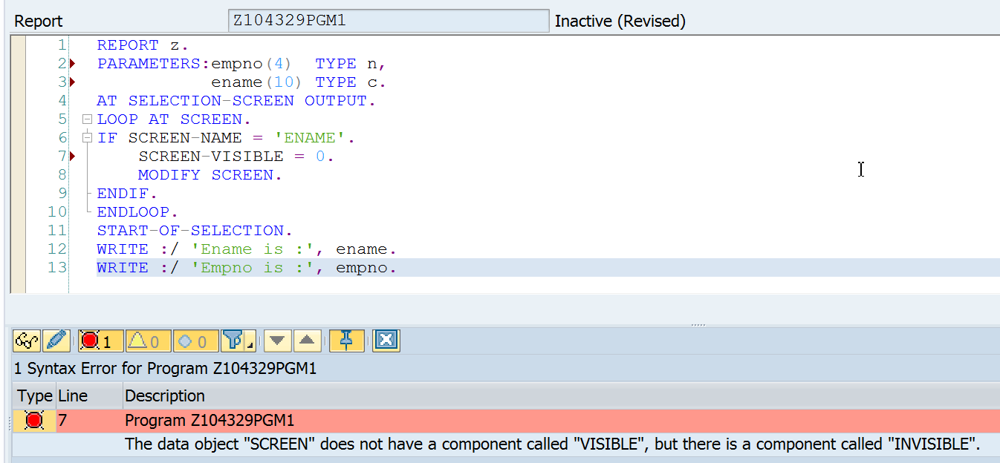 Report Z104329PGM1 Inactive (Revised)
1 REPORT z.
2 PARAMETERS:empno(4) TYPE n,
3 ename(10) TYPE c.
4 AT SELECTION-SCREEN OUTPUT.
5 LOOP AT SCREEN.
6 IF SCREEN-NAME = 'ENAME'.
7 SCREEN-VISIBLE = 0.
8 MODIFY SCREEN.
9 ENDIF.
10 ENDLOOP.
11 START-OF-SELECTION.
12 WRITE :/ 'Ename is :', ename.
13 WRITE :/ 'Empno is :', empno.
1 0 0
1 Syntax Error for Program Z104329PGM1
Type Line Description
7 Program Z104329PGM1
The data object "SCREEN" does not have a component called "VISIBLE", but there is a component called "INVISIBLE".